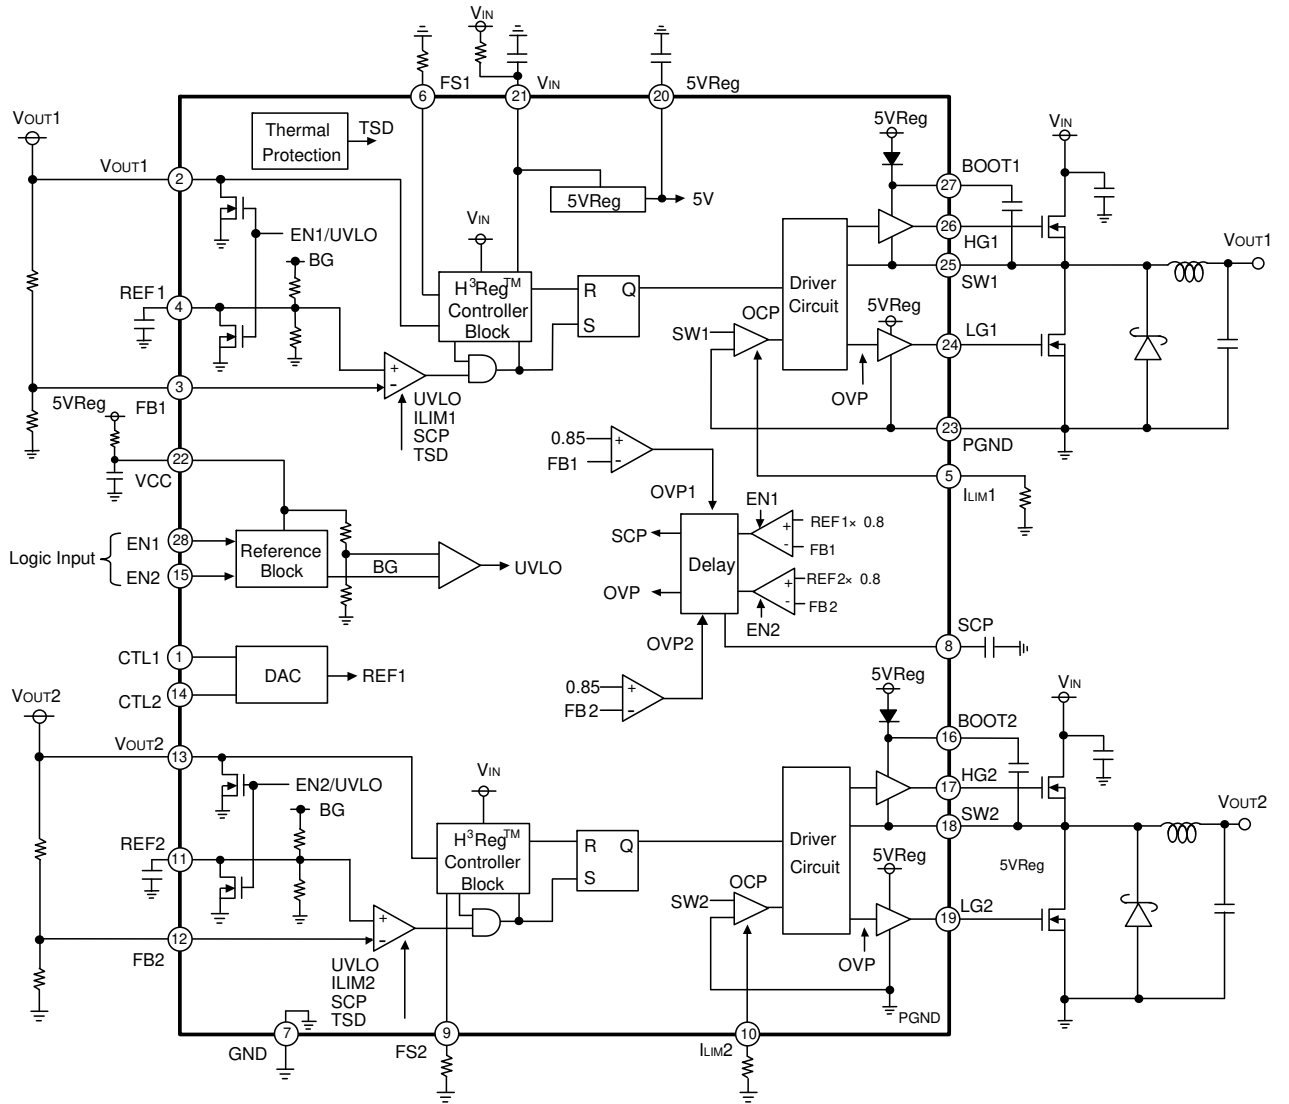 VIN
FS1
6
VIN
21
5VReg
20
VOUT1
Thermal
Protection
TSD
5VReg
VIN
BOOT1
27
VOUT1
2
5VReg
5V
VIN
EN1/UVLO
BG
26
HG1
VOUT1
25
SW1
REF1
4
H3RegTM
Controller
Block
R
Q
S
Driver
Circuit
OCP
SW1
5VReg
LG1
24
OVP
3
FB1
5VReg
+
-
UVLO
ILIM1
SCP
TSD
23
PGND
0.85
FB1
+
-
22
VCC
5
ILIM1
OVP1
EN1
REF1× 0.8
FB1
+
-
SCP
Delay
Logic Input
EN1
28
EN2
15
Reference
Block
BG
UVLO
OVP
REF2× 0.8
FB2
+
-
EN2
OVP2
SCP
8
CTL1
1
CTL2
14
DAC
REF1
0.85
FB2
+
-
5VReg
VIN
VOUT2
BOOT2
16
VOUT2
13
VIN
EN2/UVLO
BG
HG2
17
SW2
18
VOUT2
REF2
11
H3RegTM
Controller
Block
R
Q
S
Driver
Circuit
5VReg
5VReg
OCP
SW2
LG2
19
OVP
12
FB2
+
-
UVLO
ILIM2
SCP
TSD
PGND
7
GND
9
FS2
10
ILIM2